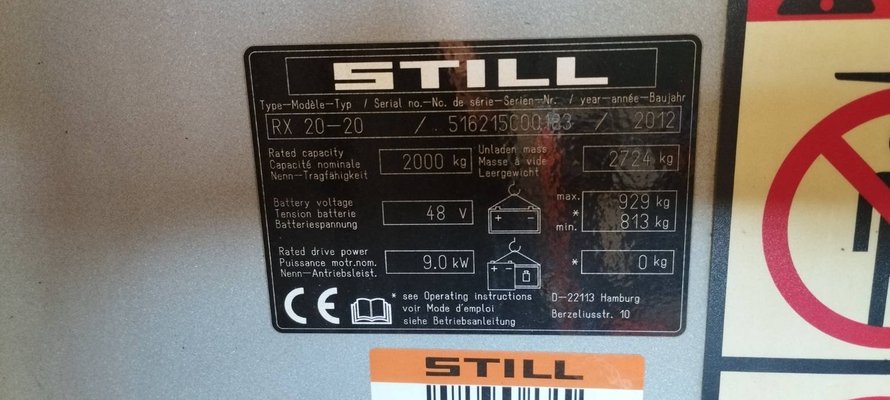 STILL
Type-Modèle-Typ / Serial no.-No. de série-Serien-Nr. / year-année-Baujahr
RX 20-20 / 516215C00183 / 2012
Rated capacity
Capacité nominale
Nenn-Tragfähigkeit
2000 kg
Unladen mass
Masse à vide
Leergewicht
2724 kg
Battery voltage
Tension batterie
Batteriespannung
48 V
+ -
max. 929 kg
*
min. 813 kg
Rated drive power
Puissance motr.nom.
Nenn-Antriebsleist.
9.0 kW
+ -
* 0 kg
CE
* see Operating instructions
voir Mode d'emploi
siehe Betriebsanleitung
D-22113 Hamburg
Berzeliusstr. 10
STILL